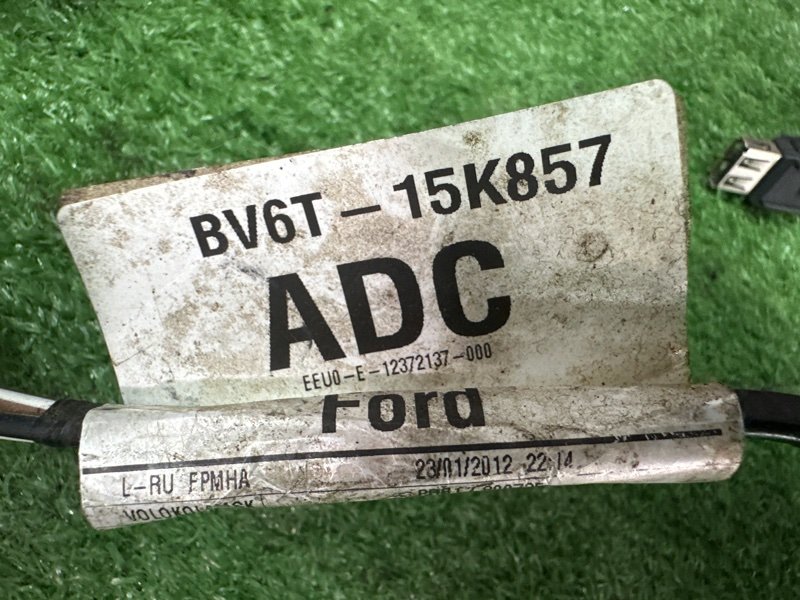 BV6T-15K857
ADC
EEU0-E-12372137-000
Ford
L-RU FPMHA 23/01/2012 22:14